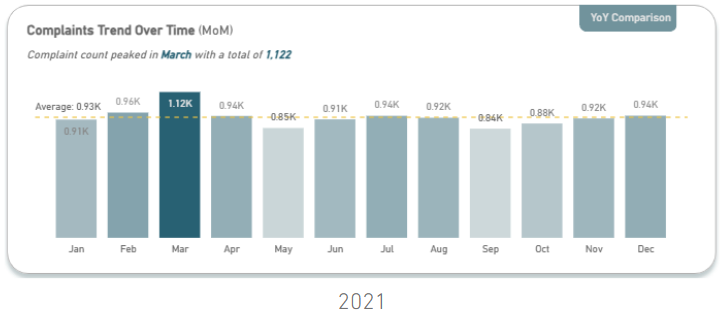 YoY Comparison
Complaints Trend Over Time (MoM)
Complaint count peaked in March with a total of 1,122
Average: 0.93K
0.91K
0.96K
1.12K
0.94K
0.85K
0.91K
0.94K
0.92K
0.84K
0.88K
0.92K
0.94K
Jan Feb Mar Apr May Jun Jul Aug Sep Oct Nov Dec
2021